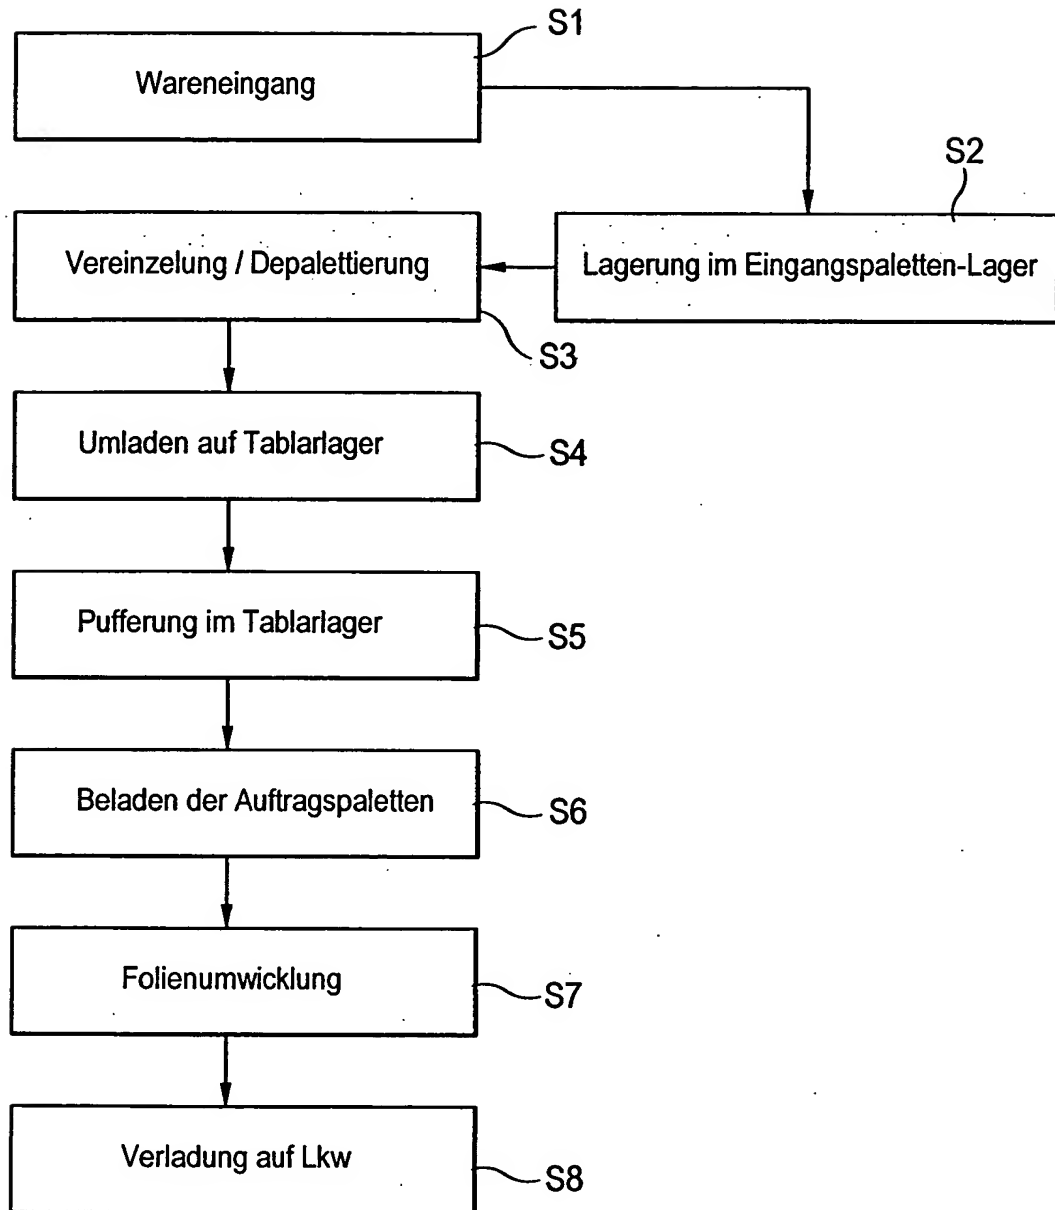 S1
Wareneingang
S2
Vereinzelung / Depalettierung
Lagerung im Eingangspaletten-Lager
S3
Umladen auf Tablarlager
S4
Pufferung im Tablarlager
S5
Beladen der Auftragspaletten
S6
Folienumwicklung
S7
Verladung auf Lkw
S8